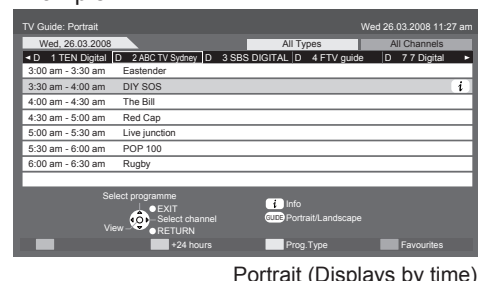 TV Guide: Portrait Wed 26.03.2008 11:27 am
Wed, 26.03.2008 All Types All Channels
D 1 TEN Digital D 2 ABC TV Sydney D 3 SBS DIGITAL D 4 FTV guide D 7 7 Digital
3:00 am - 3:30 am Eastender
3:30 am - 4:00 am DIY SOS i
4:00 am - 4:30 am The Bill
4:30 am - 5:00 am Red Cap
5:00 am - 5:30 am Live junction
5:30 am - 6:00 am POP 100
6:00 am - 6:30 am Rugby
Select programme
EXIT
Select channel
View
RETURN
i Info
GUIDE Portrait/Landscape
+24 hours Prog.Type Favourites
Portrait (Displays by time)